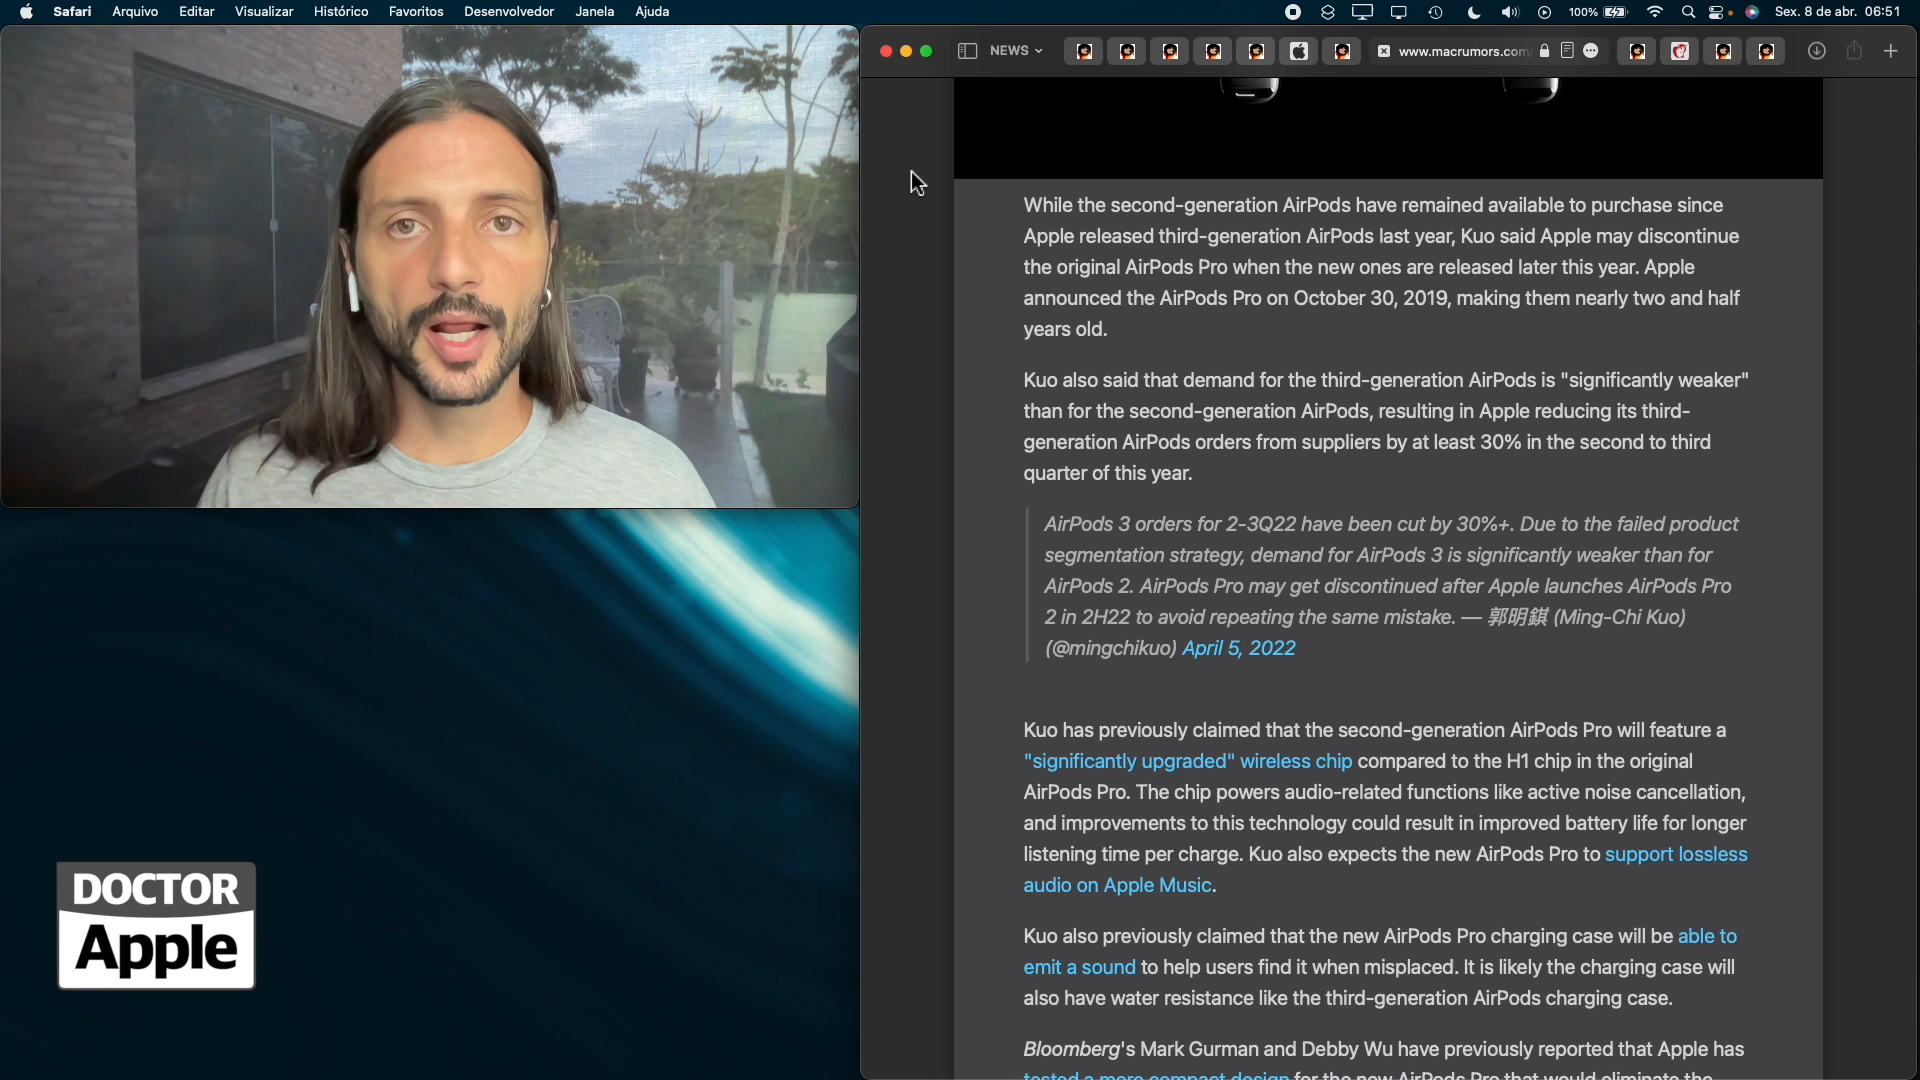 Safari Arquivo Editar Visualizar Histórico Favoritos Desenvolvedor Janela Ajuda 100% Sex. 8 de abr. 06:51
NEWS www.macrumors.com
While the second-generation AirPods have remained available to purchase since
Apple released third-generation AirPods last year, Kuo said Apple may discontinue
the original AirPods Pro when the new ones are released later this year. Apple
announced the AirPods Pro on October 30, 2019, making them nearly two and half
years old.
Kuo also said that demand for the third-generation AirPods is "significantly weaker"
than for the second-generation AirPods, resulting in Apple reducing its third-
generation AirPods orders from suppliers by at least 30% in the second to third
quarter of this year.
AirPods 3 orders for 2-3Q22 have been cut by 30%+. Due to the failed product
segmentation strategy, demand for AirPods 3 is significantly weaker than for
AirPods 2. AirPods Pro may get discontinued after Apple launches AirPods Pro
2 in 2H22 to avoid repeating the same mistake. — 郭明錤 (Ming-Chi Kuo)
(@mingchikuo) April 5, 2022
Kuo has previously claimed that the second-generation AirPods Pro will feature a
"significantly upgraded" wireless chip compared to the H1 chip in the original
AirPods Pro. The chip powers audio-related functions like active noise cancellation,
and improvements to this technology could result in improved battery life for longer
listening time per charge. Kuo also expects the new AirPods Pro to support lossless
audio on Apple Music.
Kuo also previously claimed that the new AirPods Pro charging case will be able to
emit a sound to help users find it when misplaced. It is likely the charging case will
also have water resistance like the third-generation AirPods charging case.
Bloomberg's Mark Gurman and Debby Wu have previously reported that Apple has
tested a more compact design for the new AirPods Pro that would eliminate the
DOCTOR
Apple